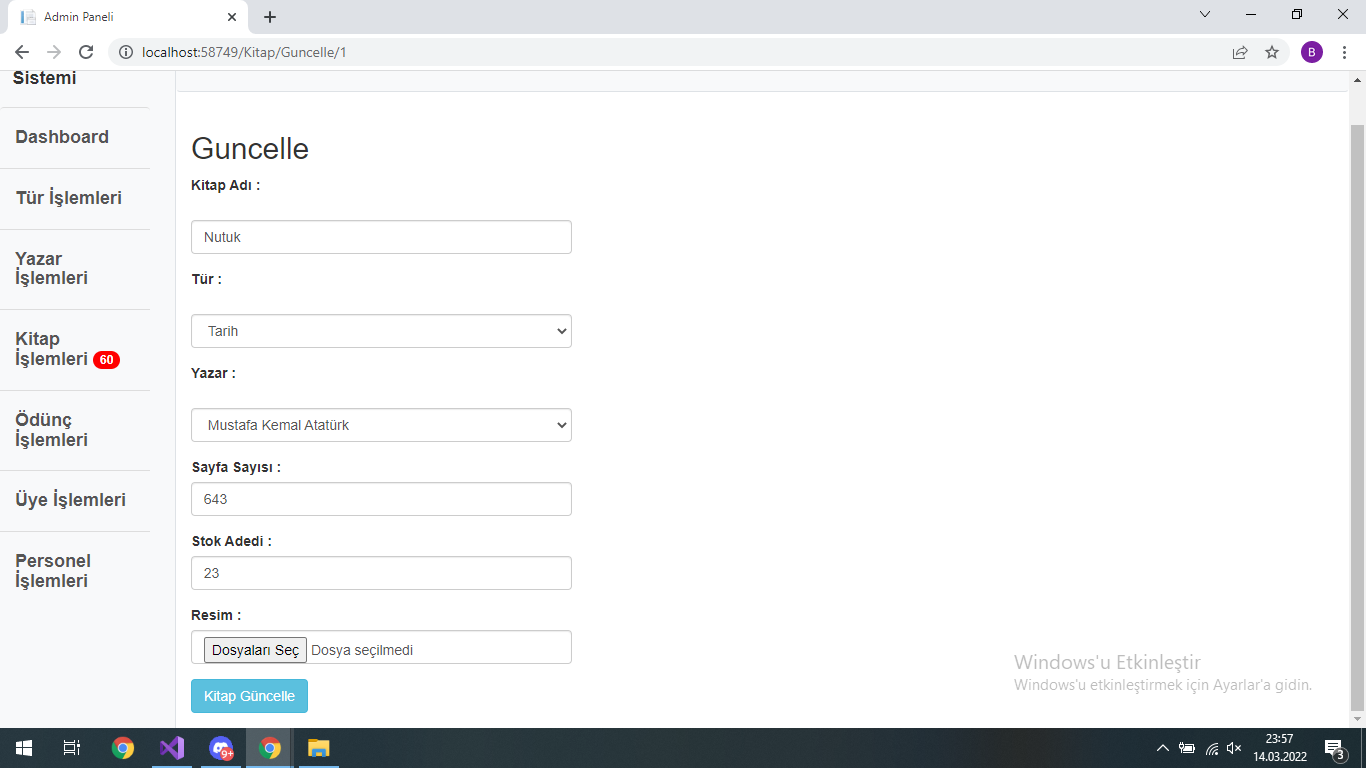 Admin Paneli
localhost:58749/Kitap/Guncelle/1
B
Sistemi
Dashboard
Tür İşlemleri
Yazar
İşlemleri
Kitap
İşlemleri 60
Ödünç
İşlemleri
Üye İşlemleri
Personel
İşlemleri
Guncelle
Kitap Adı :
Nutuk
Tür :
Tarih
Yazar :
Mustafa Kemal Atatürk
Sayfa Sayısı :
643
Stok Adedi :
23
Resim :
Dosyaları Seç Dosya seçilmedi
Kitap Güncelle
Windows'u Etkinleştir
Windows'u etkinleştirmek için Ayarlar'a gidin.
9+
23:57
14.03.2022
3